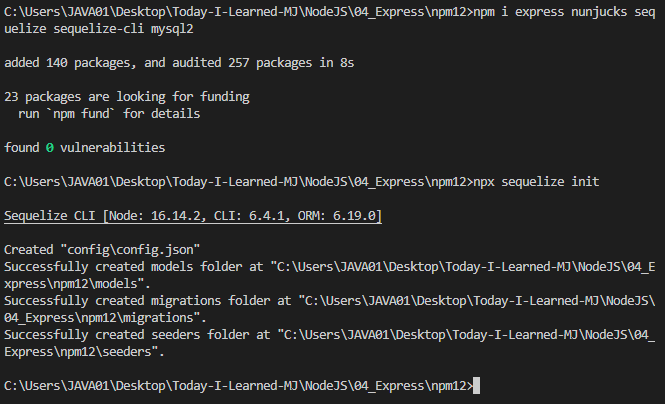 C:\Users\JAVA01\Desktop\Today-I-Learned-MJ\NodeJS\04_Express\npm12>npm i express nunjucks seq
uelize sequelize-cli mysql2
added 140 packages, and audited 257 packages in 8s
23 packages are looking for funding
  run `npm fund` for details
found 0 vulnerabilities
C:\Users\JAVA01\Desktop\Today-I-Learned-MJ\NodeJS\04_Express\npm12>npx sequelize init
Sequelize CLI [Node: 16.14.2, CLI: 6.4.1, ORM: 6.19.0]
Created "config\config.json"
Successfully created models folder at "C:\Users\JAVA01\Desktop\Today-I-Learned-MJ\NodeJS\04_E
xpress\npm12\models".
Successfully created migrations folder at "C:\Users\JAVA01\Desktop\Today-I-Learned-MJ\NodeJS\
04_Express\npm12\migrations".
Successfully created seeders folder at "C:\Users\JAVA01\Desktop\Today-I-Learned-MJ\NodeJS\04_
Express\npm12\seeders".
C:\Users\JAVA01\Desktop\Today-I-Learned-MJ\NodeJS\04_Express\npm12>